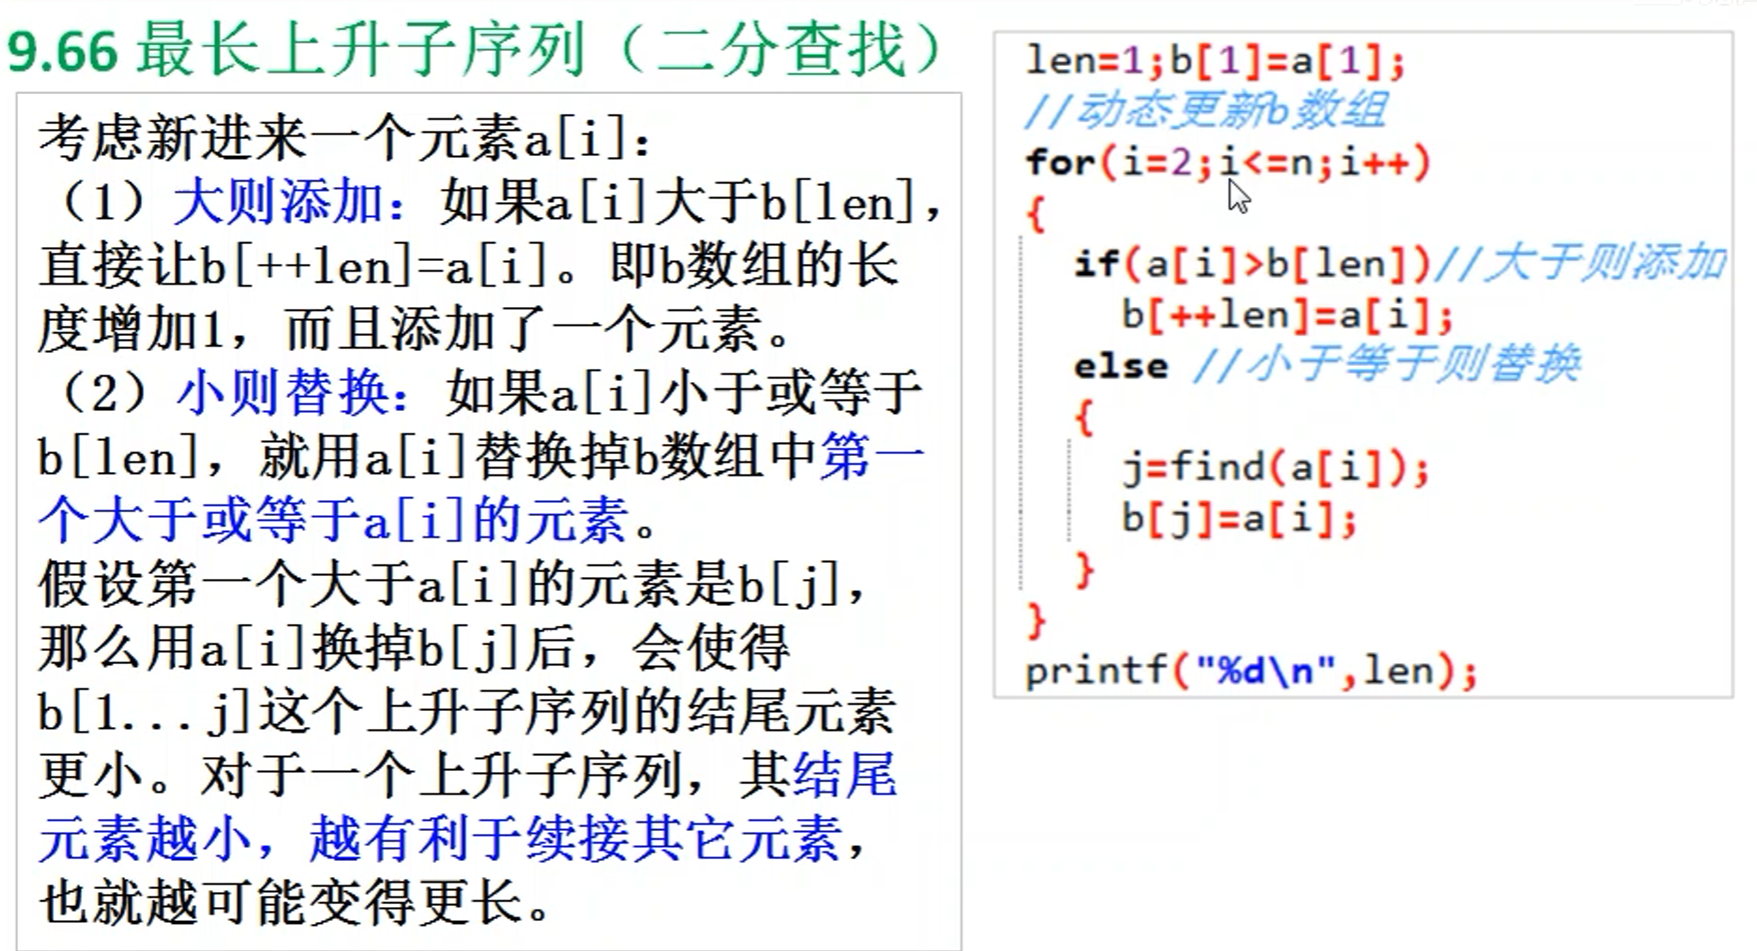 9.66 最长上升子序列（二分查找）
考虑新进来一个元素a[i]：
（1）大则添加：如果a[i]大于b[len]，
直接让b[++len]=a[i]。即b数组的长
度增加1，而且添加了一个元素。
（2）小则替换：如果a[i]小于或等于
b[len]，就用a[i]替换掉b数组中第一
个大于或等于a[i]的元素。
假设第一个大于a[i]的元素是b[j]，
那么用a[i]换掉b[j]后，会使得
b[1...j]这个上升子序列的结尾元素
更小。对于一个上升子序列，其结尾
元素越小，越有利于续接其它元素，
也就越可能变得更长。
len=1;b[1]=a[1];
//动态更新b数组
for(i=2;i<=n;i++)
{
if(a[i]>b[len])//大于则添加
b[++len]=a[i];
else //小于等于则替换
{
j=find(a[i]);
b[j]=a[i];
}
}
printf("%d\n",len);